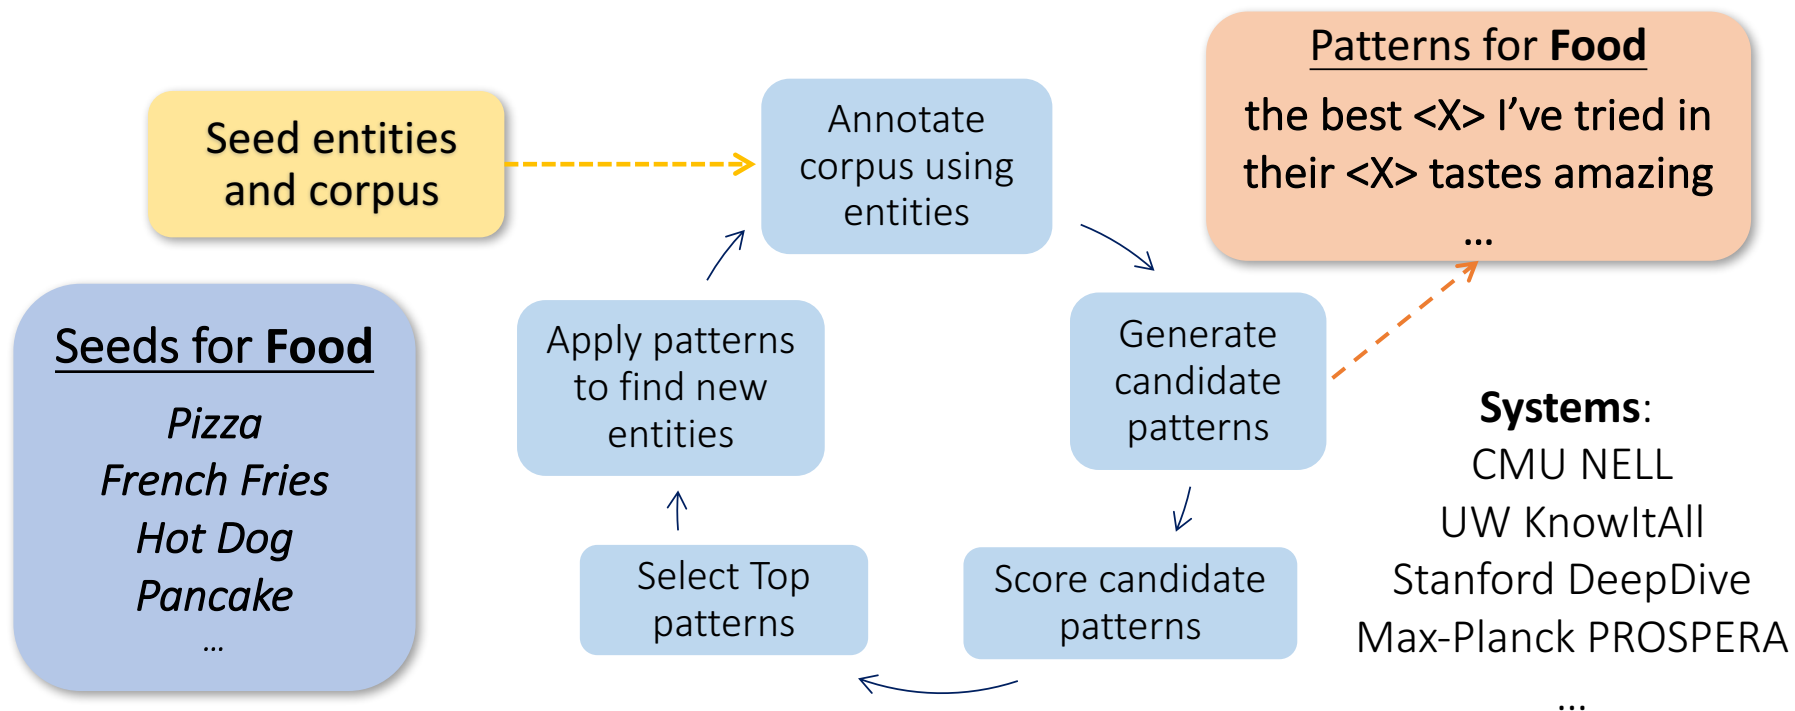 Seed entities
and corpus
Seeds for Food
Pizza
French Fries
Hot Dog
Pancake
...
Annotate
corpus using
entities
Generate
candidate
patterns
Score candidate
patterns
Select Top
patterns
Apply patterns
to find new
entities
Patterns for Food
the best <X> I’ve tried in
their <X> tastes amazing
...
Systems:
CMU NELL
UW KnowItAll
Stanford DeepDive
Max-Planck PROSPERA
...